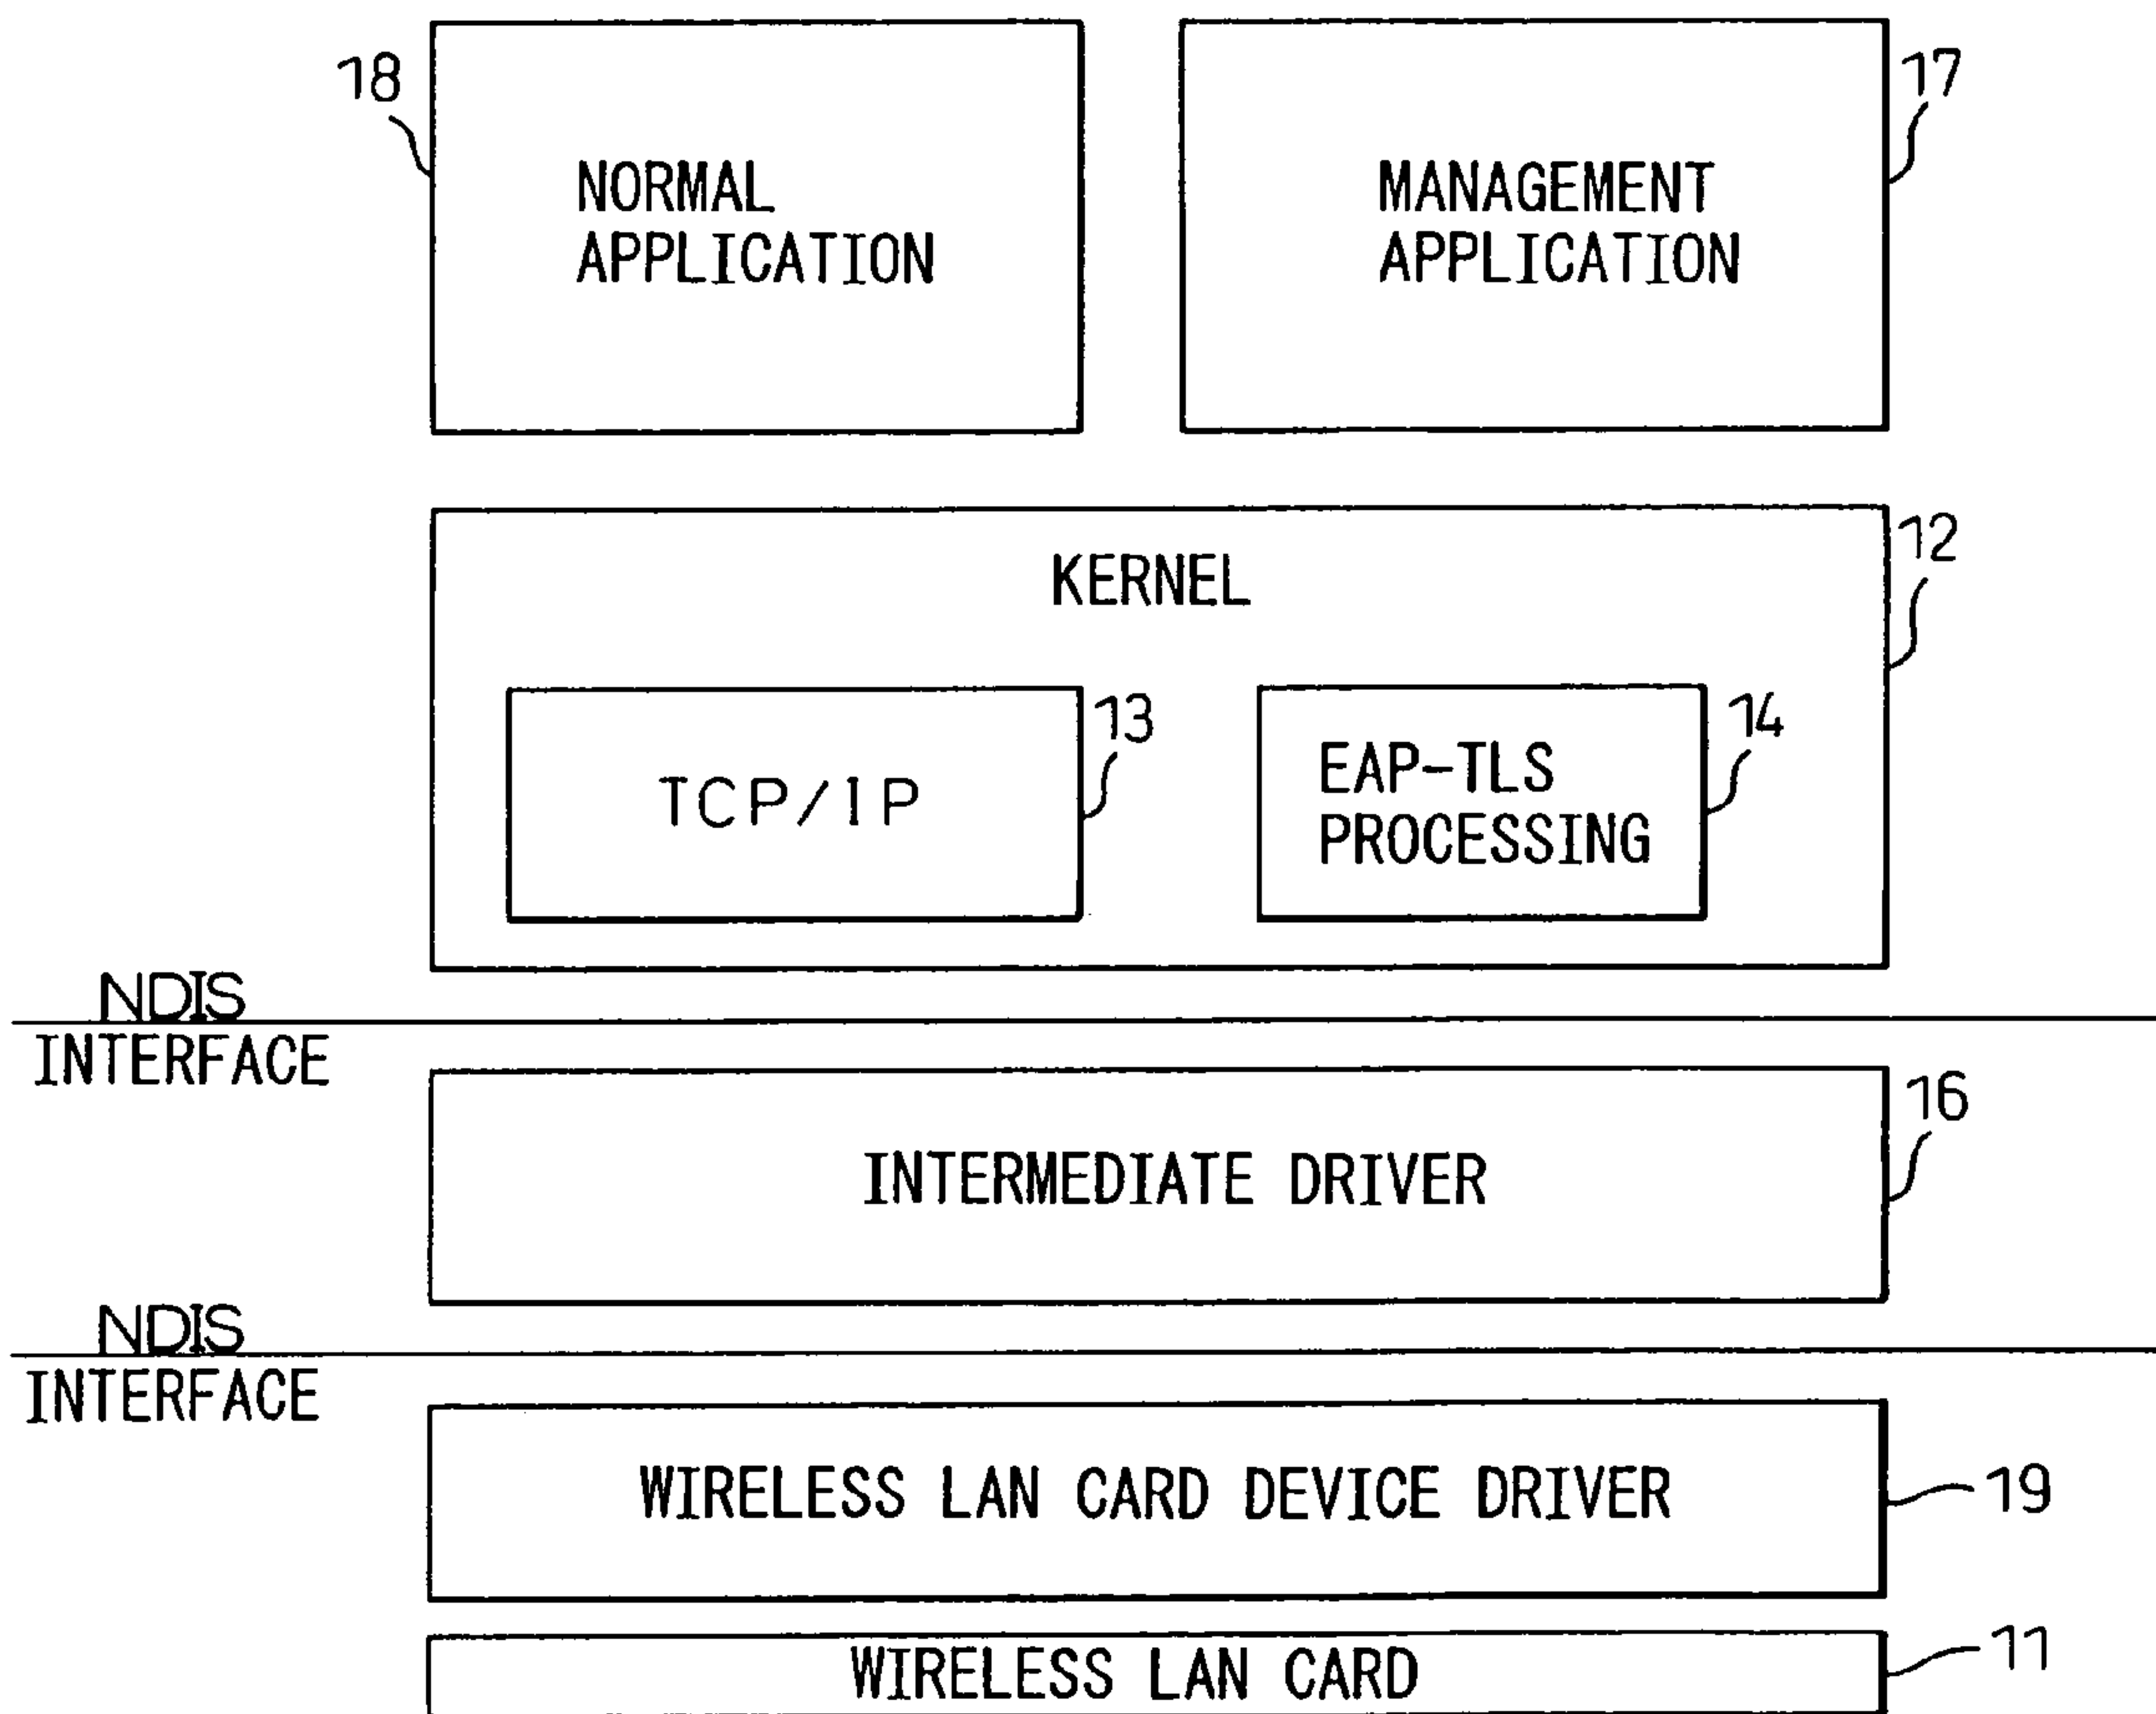 18
17
NORMAL
APPLICATION
MANAGEMENT
APPLICATION
12
KERNEL
13
14
TCP/IP
EAP-TLS
PROCESSING
NDIS
INTERFACE
16
INTERMEDIATE DRIVER
NDIS
INTERFACE
WIRELESS LAN CARD DEVICE DRIVER
19
WIRELESS LAN CARD
11